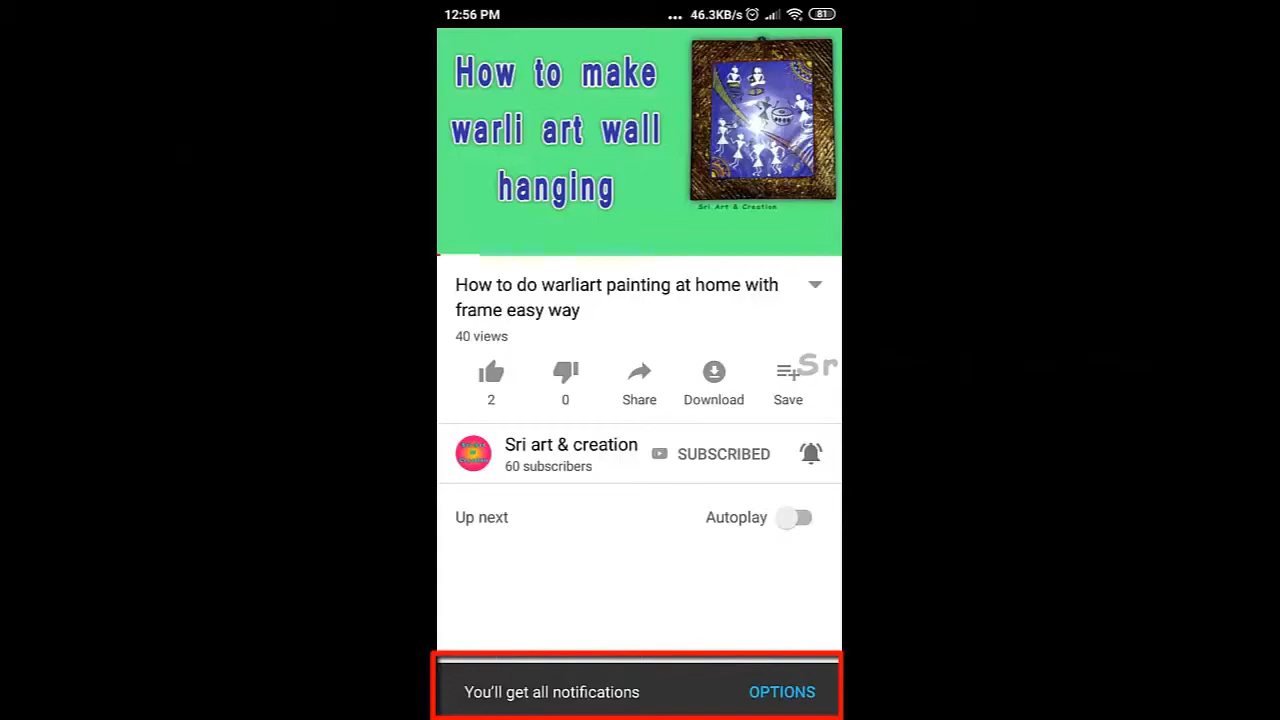 12:56 PM
... 46.3KB/s 81
How to make
warli art wall
hanging
Sri Art & Creation
How to do warliart painting at home with
frame easy way
40 views
2
0
Share
Download
Save
Sr
Sri art & creation
SUBSCRIBED
60 subscribers
Up next
Autoplay
You'll get all notifications
OPTIONS